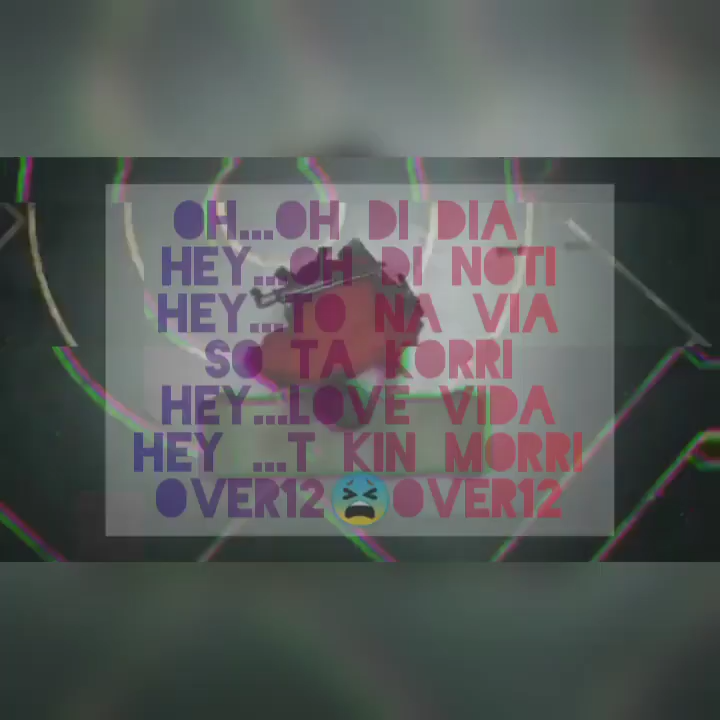 OH...OH DI DIA
HEY...OH DI NOTI
HEY...TO NA VIA
SO TA KORRI
HEY...LOVE VIDA
HEY ...T KIN MORRI
OVER12😫OVER12